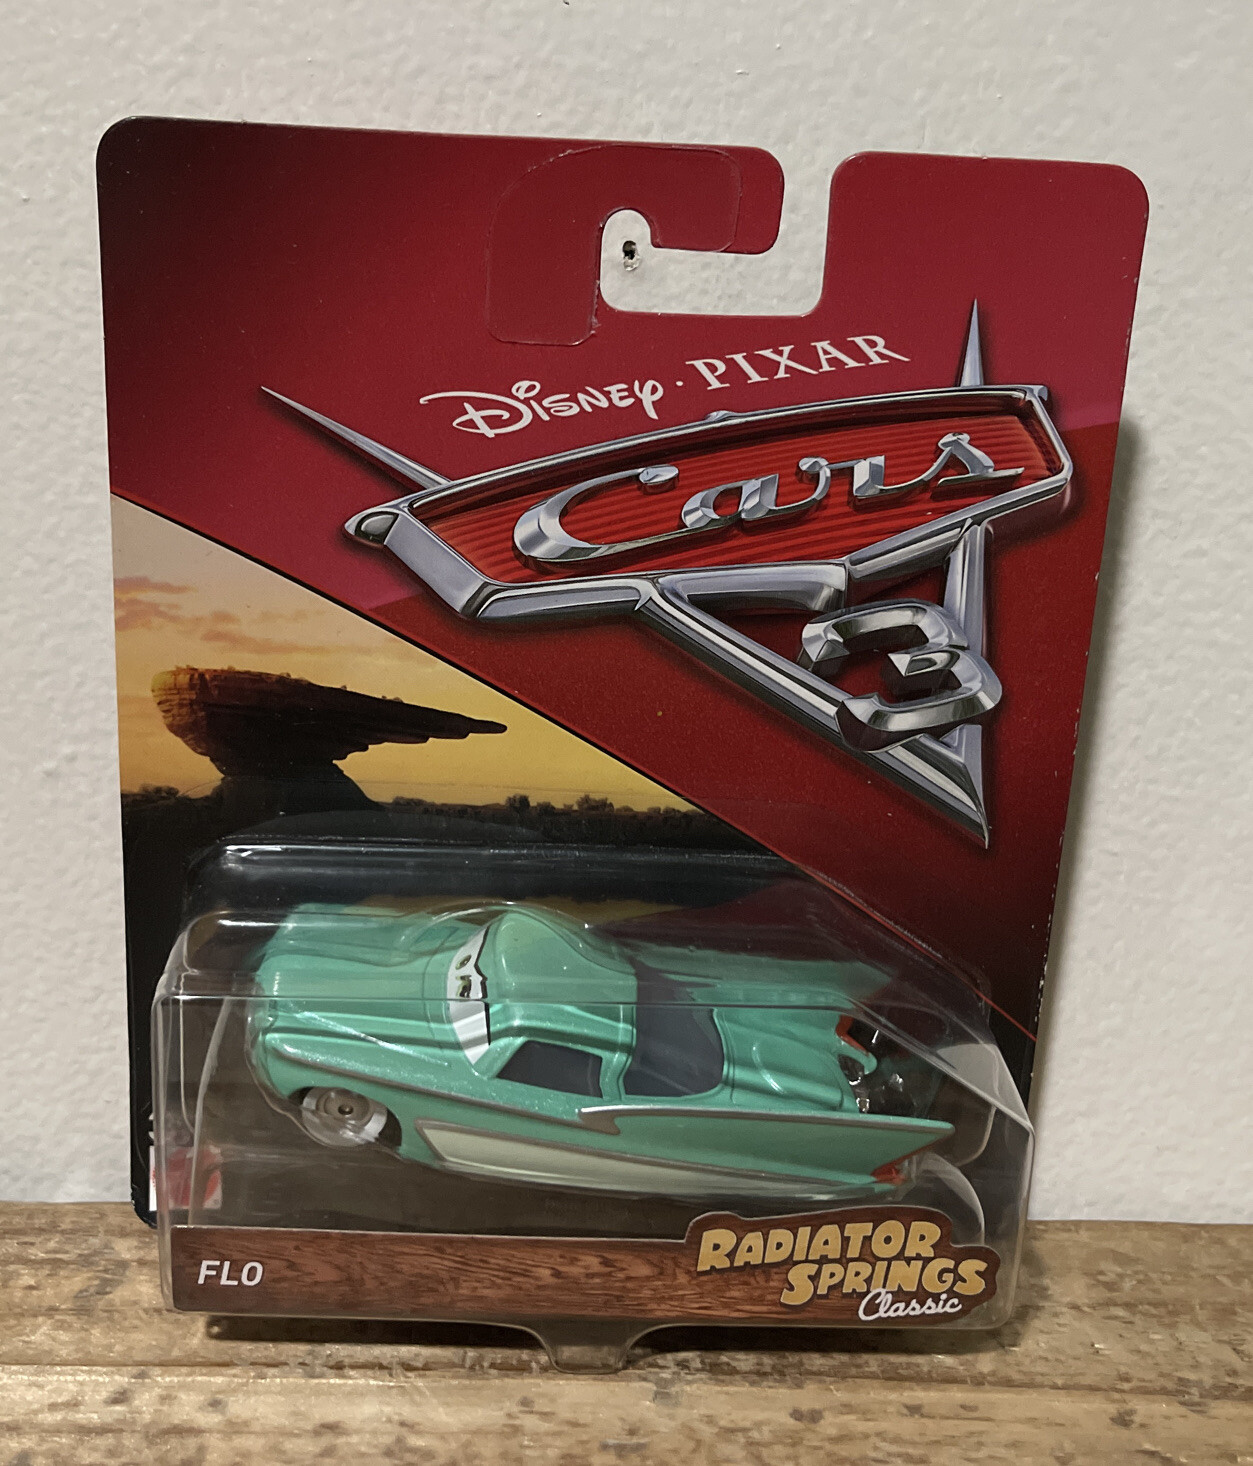 Disney · PIXAR
Cars
3
FLO
RADIATOR
SPRINGS
Classic